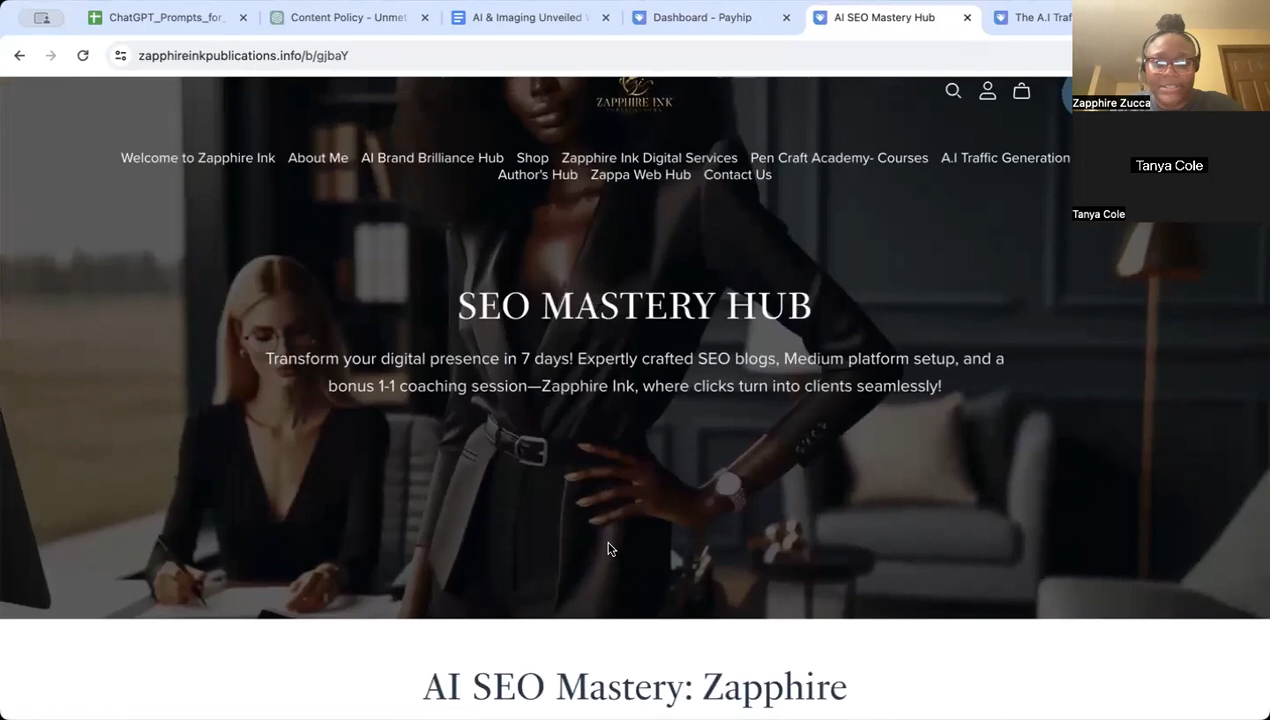 ChatGPT_Prompts_for_
Content Policy - Unmet
AI & Imaging Unveiled
Dashboard - Payhip
AI SEO Mastery Hub
The A.I Traf
zapphireinkpublications.info/b/gjbaY
ZAPPHIRE INK
Zapphire Zucca
Welcome to Zapphire Ink About Me AI Brand Brilliance Hub Shop Zapphire Ink Digital Services Pen Craft Academy- Courses A.I Traffic Generation
Author's Hub Zappa Web Hub Contact Us
Tanya Cole
Tanya Cole
SEO MASTERY HUB
Transform your digital presence in 7 days! Expertly crafted SEO blogs, Medium platform setup, and a
bonus 1-1 coaching session—Zapphire Ink, where clicks turn into clients seamlessly!
AI SEO Mastery: Zapphire